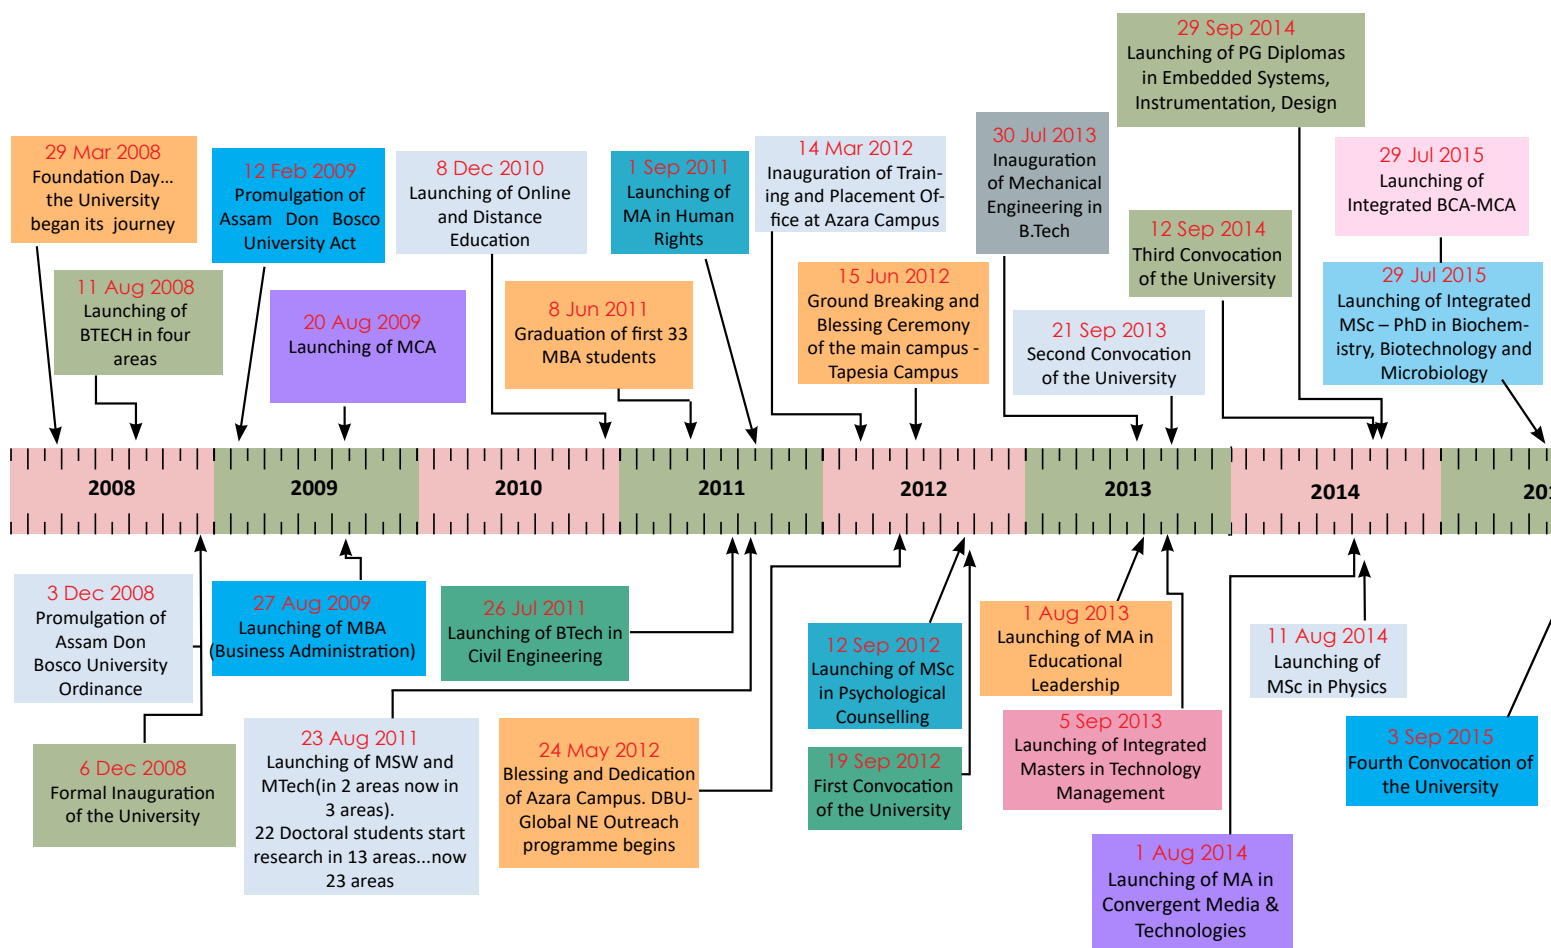 29 Mar 2008
Foundation Day...
the University
began its journey
11 Aug 2008
Launching of
BTECH in four
areas
12 Feb 2009
Promulgation of
Assam Don Bosco
University Act
20 Aug 2009
Launching of MCA
8 Dec 2010
Launching of Online
and Distance
Education
8 Jun 2011
Graduation of first 33
MBA students
1 Sep 2011
Launching of
MA in Human
Rights
14 Mar 2012
Inauguration of Train-
ing and Placement Of-
fice at Azara Campus
15 Jun 2012
Ground Breaking and
Blessing Ceremony
of the main campus -
Tapesia Campus
30 Jul 2013
Inauguration
of Mechanical
Engineering in
B.Tech
21 Sep 2013
Second Convocation
of the University
29 Sep 2014
Launching of PG Diplomas
in Embedded Systems,
Instrumentation, Design
12 Sep 2014
Third Convocation
of the University
29 Jul 2015
Launching of
Integrated BCA-MCA
29 Jul 2015
Launching of Integrated
MSc – PhD in Biochem-
istry, Biotechnology and
Microbiology
2008
2009
2010
2011
2012
2013
2014
201
3 Dec 2008
Promulgation of
Assam Don
Bosco University
Ordinance
6 Dec 2008
Formal Inauguration
of the University
27 Aug 2009
Launching of MBA
(Business Administration)
23 Aug 2011
Launching of MSW and
MTech(in 2 areas now in
3 areas).
22 Doctoral students start
research in 13 areas...now
23 areas
26 Jul 2011
Launching of BTech in
Civil Engineering
24 May 2012
Blessing and Dedication
of Azara Campus. DBU-
Global NE Outreach
programme begins
12 Sep 2012
Launching of MSc
in Psychological
Counselling
19 Sep 2012
First Convocation
of the University
1 Aug 2013
Launching of MA in
Educational
Leadership
5 Sep 2013
Launching of Integrated
Masters in Technology
Management
1 Aug 2014
Launching of MA in
Convergent Media &
Technologies
11 Aug 2014
Launching of
MSc in Physics
3 Sep 2015
Fourth Convocation of
the University